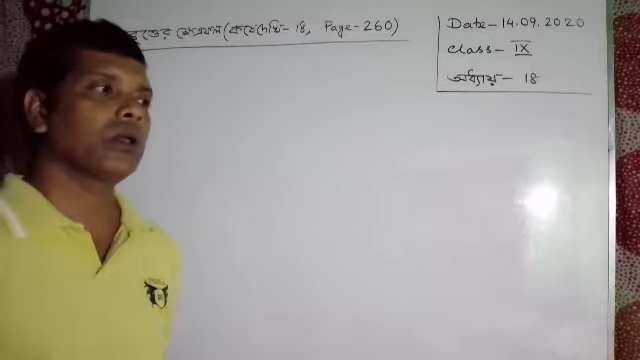 বৃত্তের ক্ষেত্রফল (কষে দেখি- 18, Page-260)
Date- 14.09.2020
Class- IX
অধ্যায়- 18